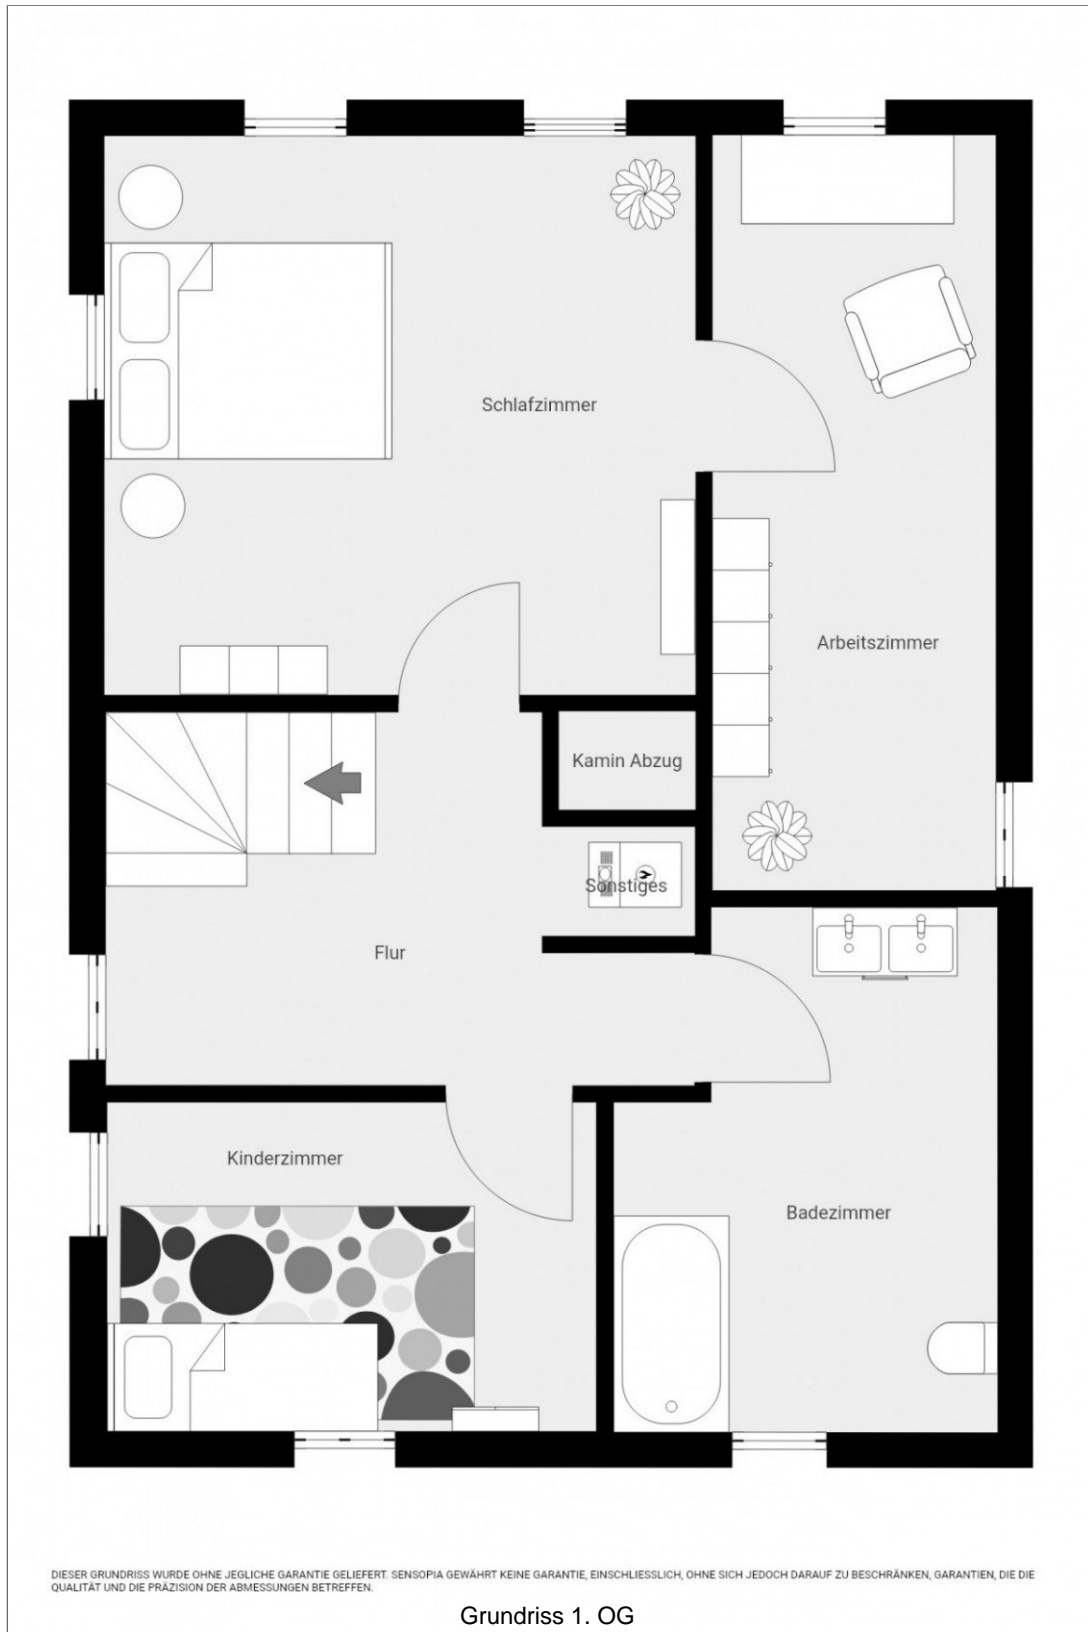 Schlafzimmer
Arbeitszimmer
Kamin Abzug
Sonstiges
Flur
Kinderzimmer
Badezimmer
DIESER GRUNDRISS WURDE OHNE JEGLICHE GARANTIE GELIEFERT. SENSOPIA GEWÄHRT KEINE GARANTIE, EINSCHLIESSLICH, OHNE SICH JEDOCH DARAUF ZU BESCHRÄNKEN, GARANTIEN, DIE DIE
QUALITÄT UND DIE PRÄZISION DER ABMESSUNGEN BETREFFEN.
Grundriss 1. OG